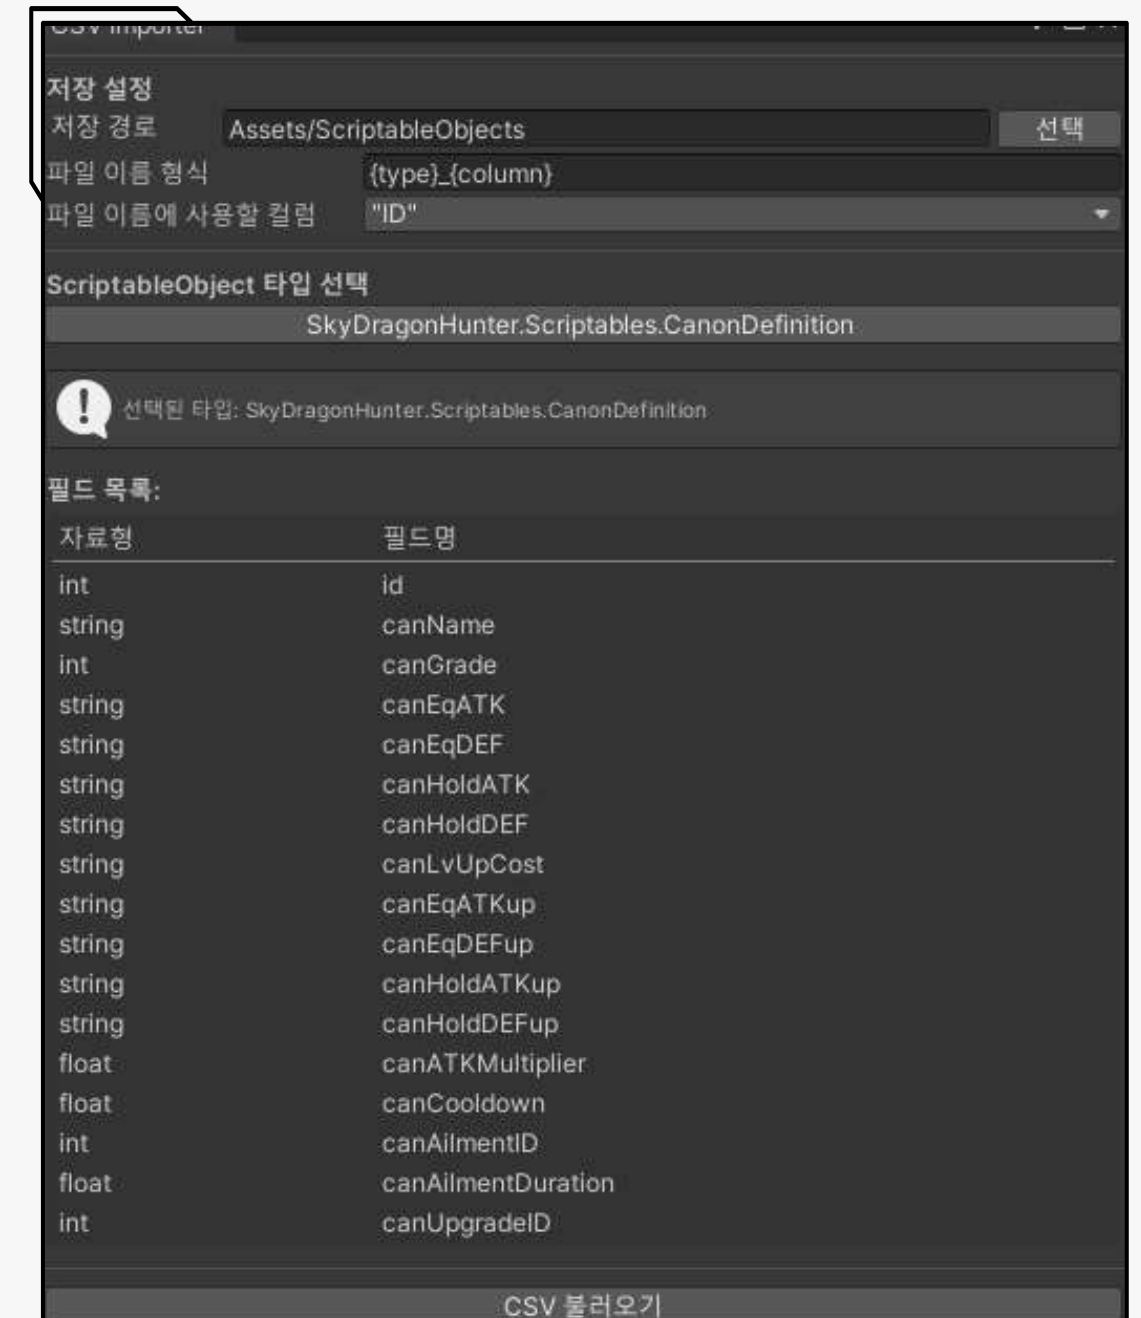 CSV Importer
저장 설정
저장 경로 Assets/ScriptableObjects 선택
파일 이름 형식 {type}_{column}
파일 이름에 사용할 컬럼 "ID"
ScriptableObject 타입 선택
SkyDragonHunter.Scriptables.CanonDefinition
선택된 타입: SkyDragonHunter.Scriptables.CanonDefinition
필드 목록:
자료형 필드명
int id
string canName
int canGrade
string canEqATK
string canEqDEF
string canHoldATK
string canHoldDEF
string canLvUpCost
string canEqATKup
string canEqDEFup
string canHoldATKup
string canHoldDEFup
float canATKMultiplier
float canCooldown
int canAilmentID
float canAilmentDuration
int canUpgradeID
CSV 불러오기